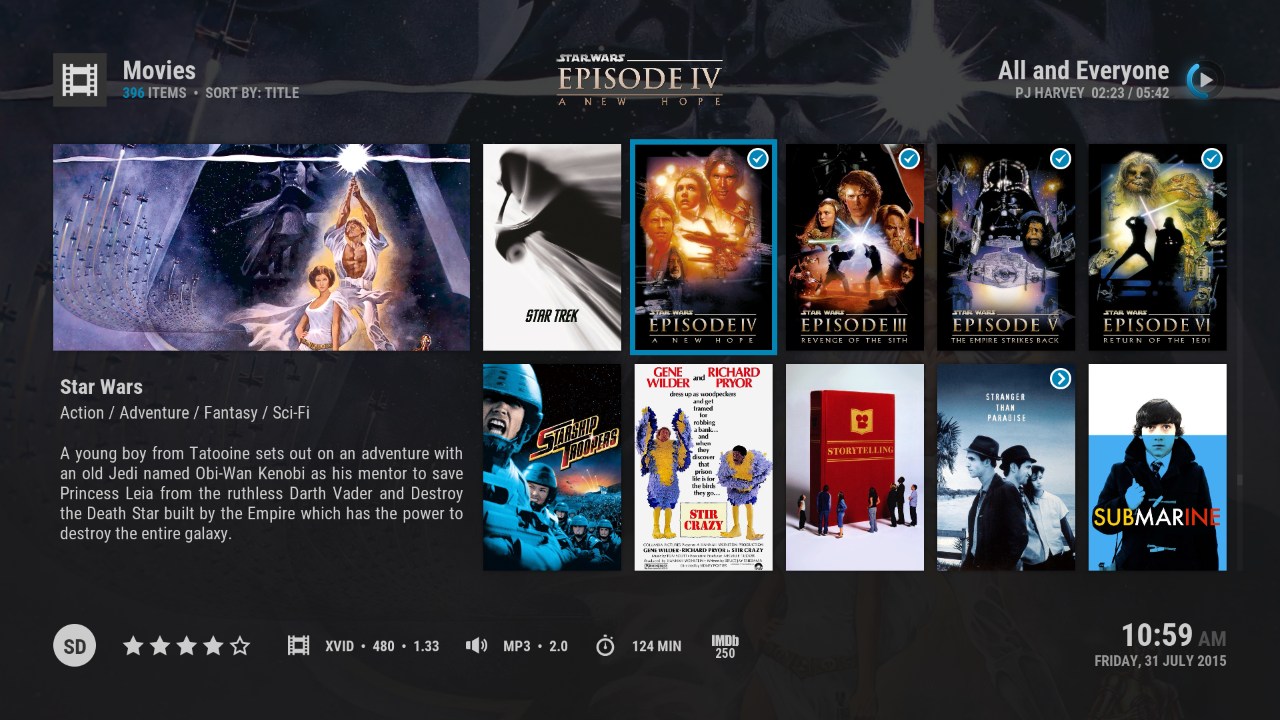 Movies
396 ITEMS • SORT BY: TITLE
STAR WARS
EPISODE IV
A NEW HOPE
All and Everyone
PJ HARVEY 02:23 / 05:42
STAR TREK
STAR WARS
EPISODE IV
A NEW HOPE
STAR WARS
EPISODE III
REVENGE OF THE SITH
STAR WARS
EPISODE V
THE EMPIRE STRIKES BACK
STAR WARS
EPISODE VI
RETURN OF THE JEDI
Star Wars
Action / Adventure / Fantasy / Sci-Fi
A young boy from Tatooine sets out on an adventure with
an old Jedi named Obi-Wan Kenobi as his mentor to save
Princess Leia from the ruthless Darth Vader and Destroy
the Death Star built by the Empire which has the power to
destroy the entire galaxy.
STARSHIP
TROOPERS
GENE WILDER and RICHARD PRYOR
dress up as woodpeckers
and get
framed
for
robbing
a bank...
and
when
they
discover
that
prison
life is for
the birds
they go...
STIR
CRAZY
GENE WILDER · RICHARD PRYOR in STIR CRAZY
STORYTELLING
STRANGER
THAN
PARADISE
SUBMARINE
SD
XVID • 480 • 1.33
MP3 • 2.0
124 MIN
IMDb
250
10:59 AM
FRIDAY, 31 JULY 2015